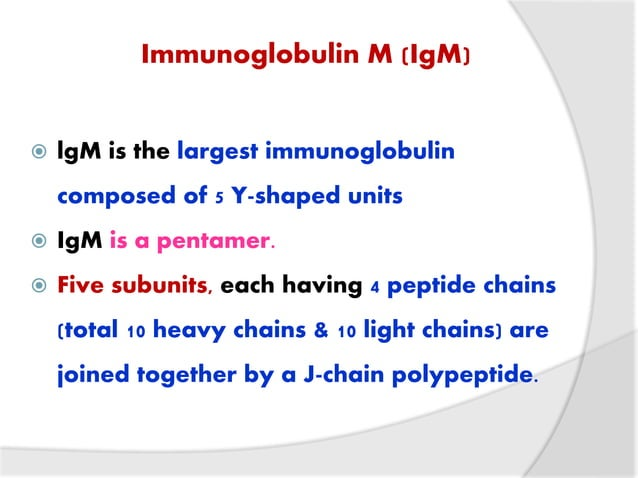 Immunoglobulin M (IgM)
lgM is the largest immunoglobulin
composed of 5 Y-shaped units
IgM is a pentamer.
Five subunits, each having 4 peptide chains
(total 10 heavy chains & 10 light chains) are
joined together by a J-chain polypeptide.